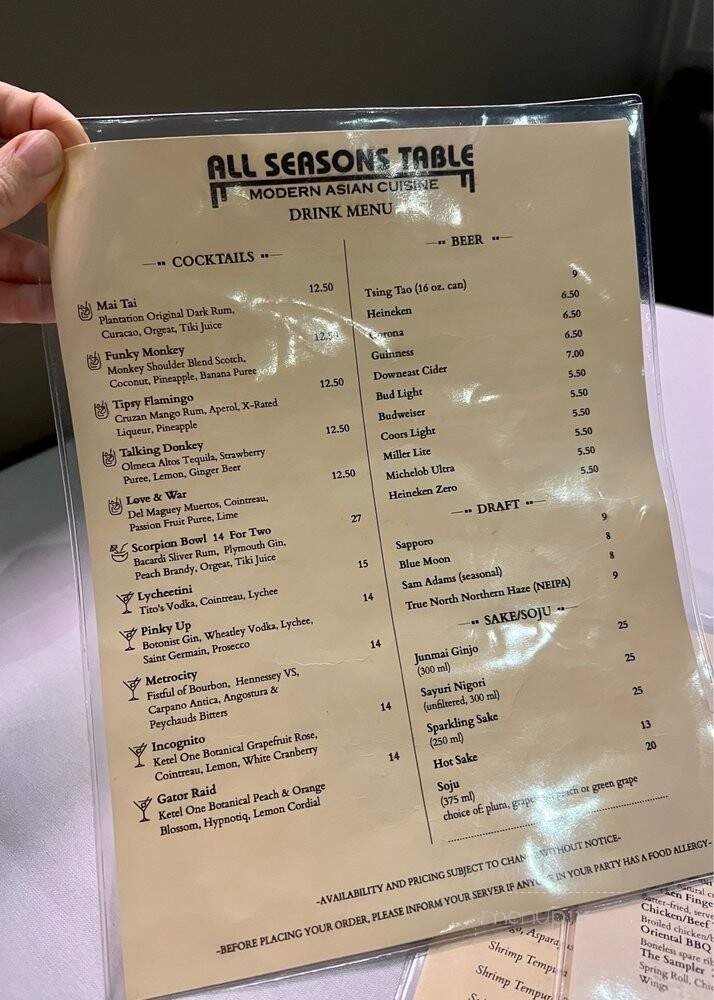 ALL SEASONS TABLE
MODERN ASIAN CUISINE
DRINK MENU
COCKTAILS
Mai Tai 12.50
Plantation Original Dark Rum,
Curacao, Orgeat, Tiki Juice
Funky Monkey 12.50
Monkey Shoulder Blend Scotch,
Coconut, Pineapple, Banana Puree
Tipsy Flamingo 12.50
Cruzan Mango Rum, Aperol, X-Rated
Liqueur, Pineapple
Talking Donkey 12.50
Olmeca Altos Tequila, Strawberry
Puree, Lemon, Ginger Beer
Love & War 12.50
Del Maguey Muertos, Cointreau,
Passion Fruit Puree, Lime
Scorpion Bowl 14 For Two 27
Bacardi Sliver Rum, Plymouth Gin,
Peach Brandy, Orgeat, Tiki Juice
Lycheetini 15
Tito's Vodka, Cointreau, Lychee
Pinky Up 14
Botonist Gin, Wheatley Vodka, Lychee,
Saint Germain, Prosecco
Metrocity 14
Fistful of Bourbon, Hennessey VS,
Carpano Antica, Angostura &
Peychauds Bitters
Incognito 14
Ketel One Botanical Grapefruit Rose,
Cointreau, Lemon, White Cranberry
Gator Raid 14
Ketel One Botanical Peach & Orange
Blossom, Hypnotiq, Lemon Cordial
BEER
Tsing Tao (16 oz. can) 9
Heineken 6.50
Corona 6.50
Guinness 6.50
Downeast Cider 7.00
Bud Light 5.50
Budweiser 5.50
Coors Light 5.50
Miller Lite 5.50
Michelob Ultra 5.50
Heineken Zero 5.50
DRAFT
Sapporo 9
Blue Moon 8
Sam Adams (seasonal) 8
True North Northern Haze (NEIPA) 9
SAKE/SOJU
Junmai Ginjo 25
(300 ml)
Sayuri Nigori 25
(unfiltered, 300 ml)
Sparkling Sake 25
(250 ml)
Hot Sake 13
Soju 20
(375 ml)
choice of: plum, grape peach or green grape
-AVAILABILITY AND PRICING SUBJECT TO CHANGE WITHOUT NOTICE-
-BEFORE PLACING YOUR ORDER, PLEASE INFORM YOUR SERVER IF ANYONE IN YOUR PARTY HAS A FOOD ALLERGY-
Asparagus
Shrimp Tempura
Shrimp Tempura
Chicken/Beef
Broiled chicken/b
Oriental BBQ
Boneless spare rib
The Sampler
Spring Roll, Chic
Wings